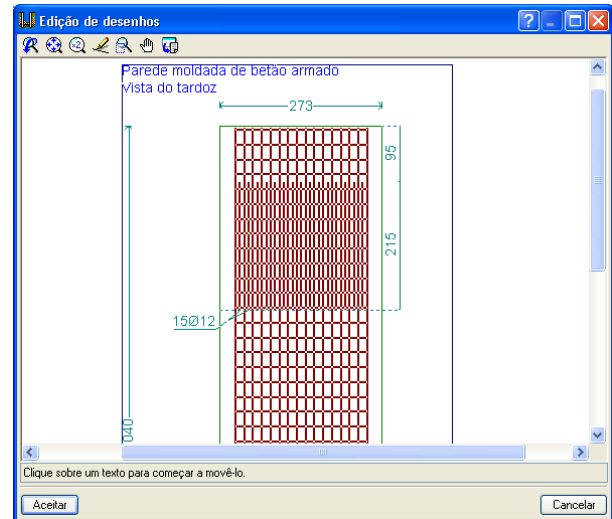 Edição de desenhos
x2
Parede moldada de betão armado
Vista do tardoz
273
95
215
15Ø12
Clique sobre um texto para começar a movê-lo.
Aceitar
Cancelar